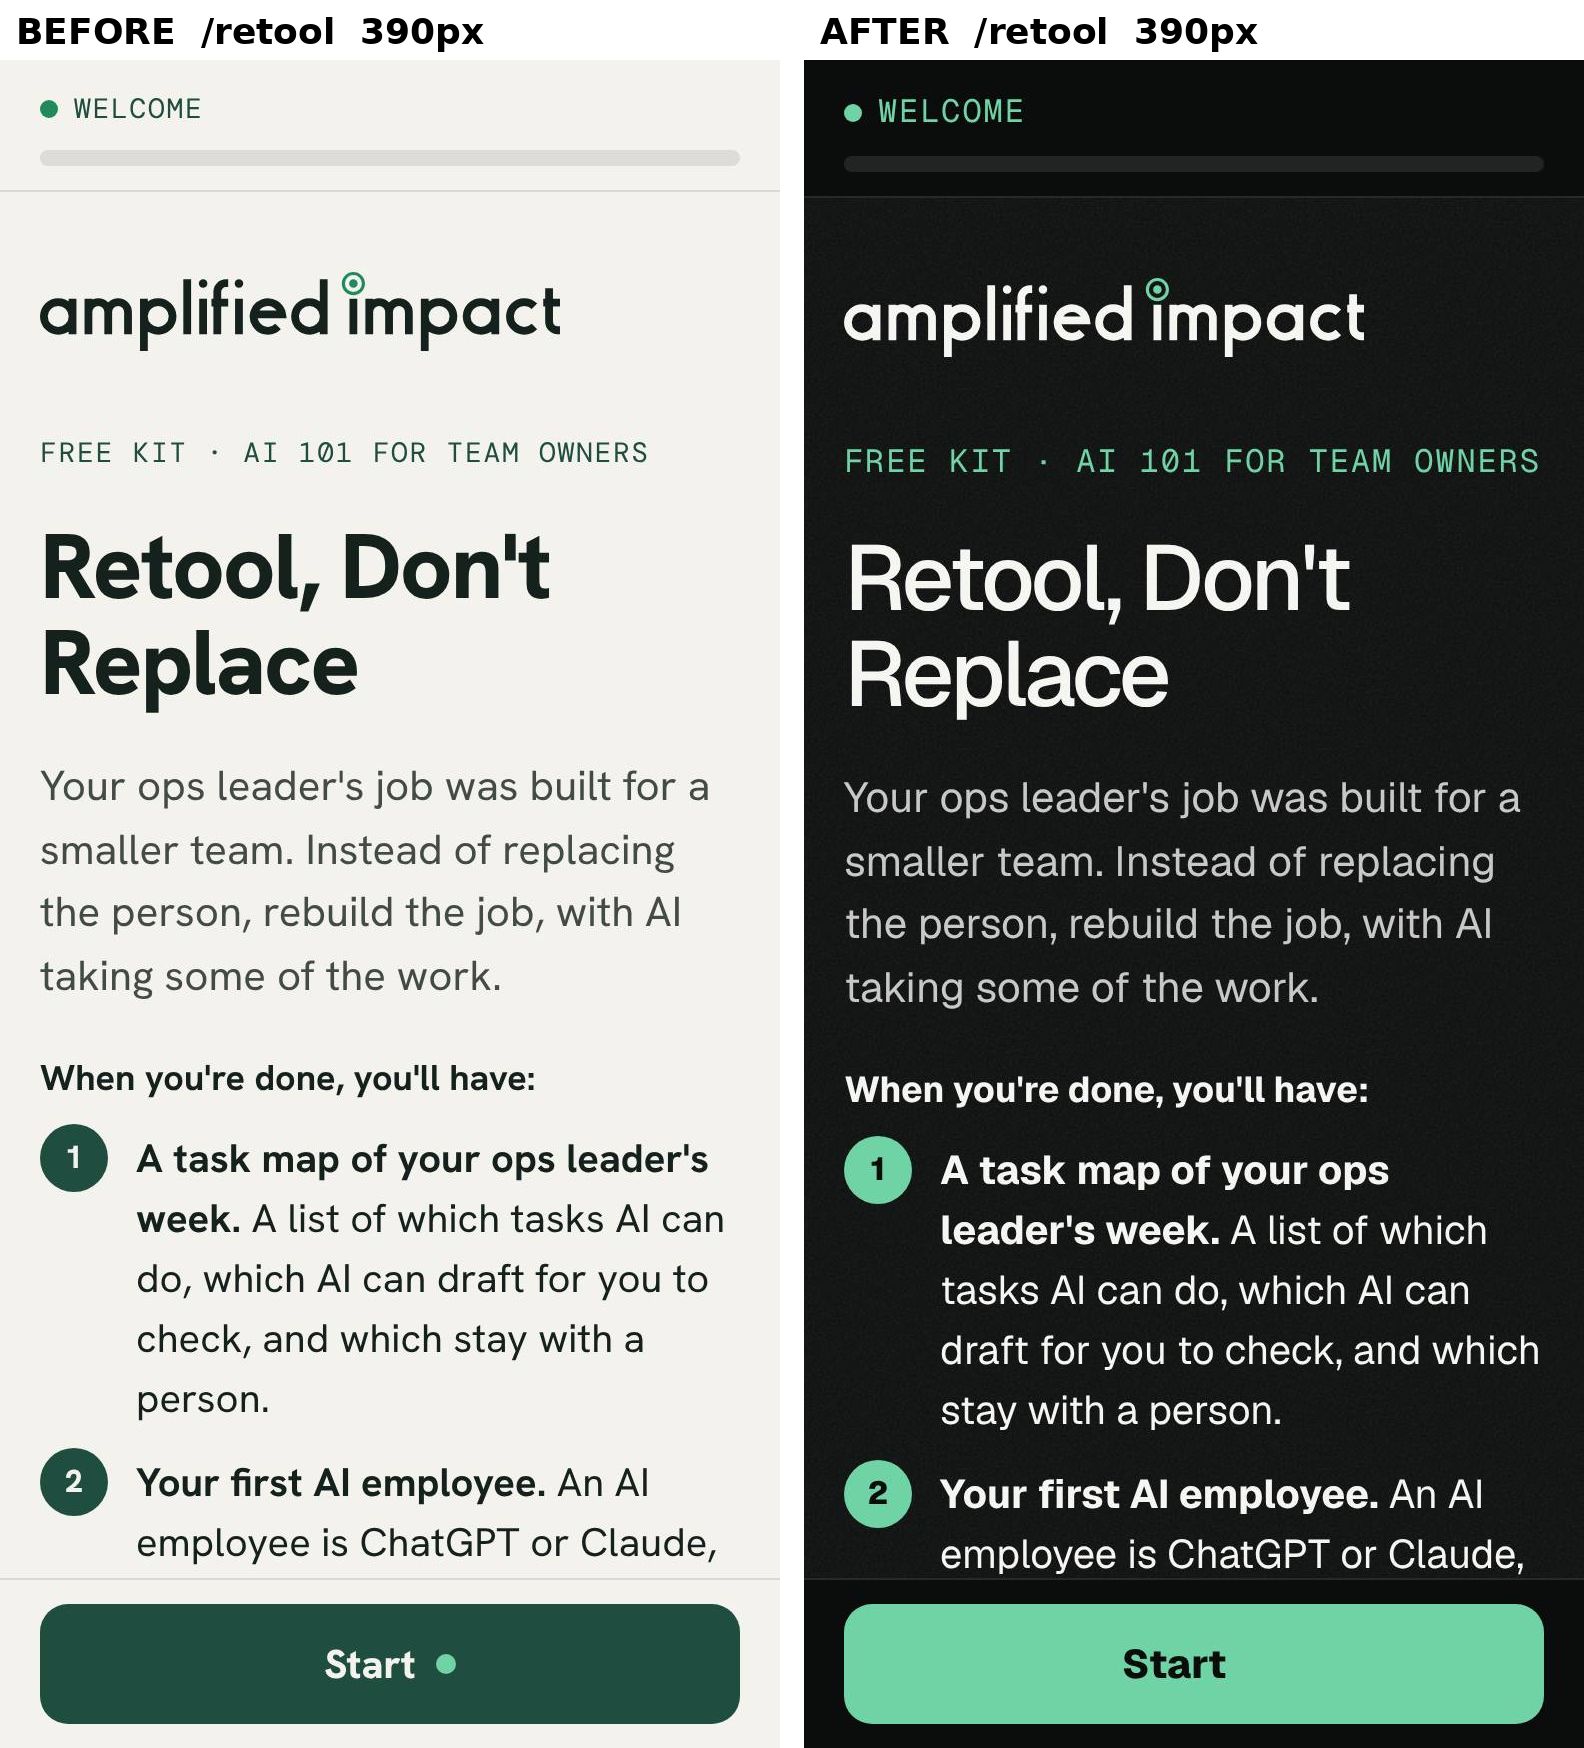 BEFORE /retool 390px
WELCOME
amplified impact
FREE KIT · AI 101 FOR TEAM OWNERS
Retool, Don't
Replace
Your ops leader's job was built for a
smaller team. Instead of replacing
the person, rebuild the job, with AI
taking some of the work.
When you're done, you'll have:
1 A task map of your ops leader's
week. A list of which tasks AI can
do, which AI can draft for you to
check, and which stay with a
person.
2 Your first AI employee. An AI
employee is ChatGPT or Claude,
Start
AFTER /retool 390px
WELCOME
amplified impact
FREE KIT · AI 101 FOR TEAM OWNERS
Retool, Don't
Replace
Your ops leader's job was built for a
smaller team. Instead of replacing
the person, rebuild the job, with AI
taking some of the work.
When you're done, you'll have:
1 A task map of your ops
leader's week. A list of which
tasks AI can do, which AI can
draft for you to check, and which
stay with a person.
2 Your first AI employee. An AI
employee is ChatGPT or Claude,
Start